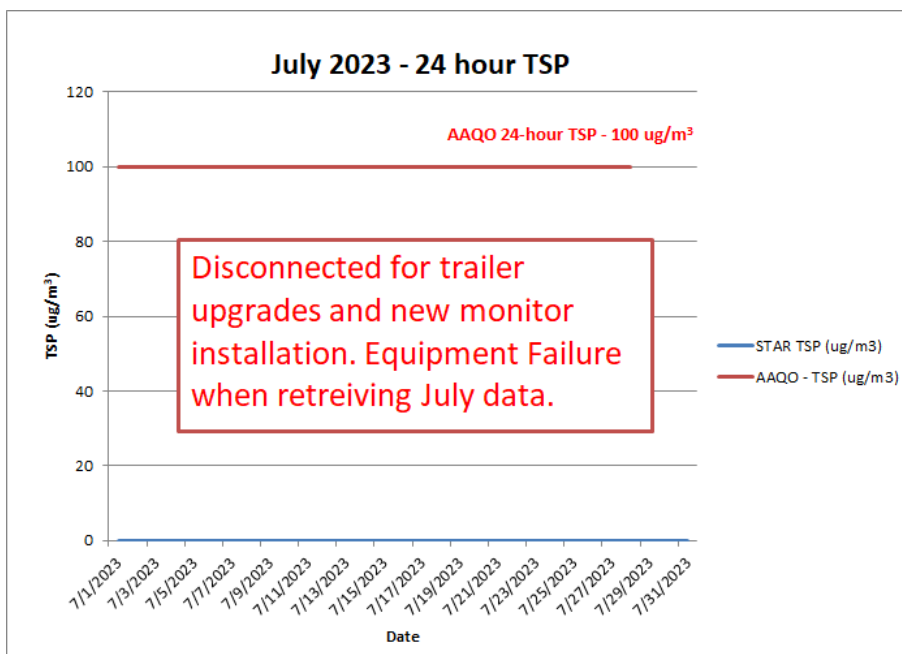 July 2023 - 24 hour TSP
AAQO 24-hour TSP - 100 ug/m³
TSP (ug/m³)
120
100
80
60
40
20
0
Disconnected for trailer
upgrades and new monitor
installation. Equipment Failure
when retreiving July data.
STAR TSP (ug/m3)
AAQO - TSP (ug/m3)
7/1/2023
7/3/2023
7/5/2023
7/7/2023
7/9/2023
7/11/2023
7/13/2023
7/15/2023
7/17/2023
7/19/2023
7/21/2023
7/23/2023
7/25/2023
7/27/2023
7/29/2023
7/31/2023
Date